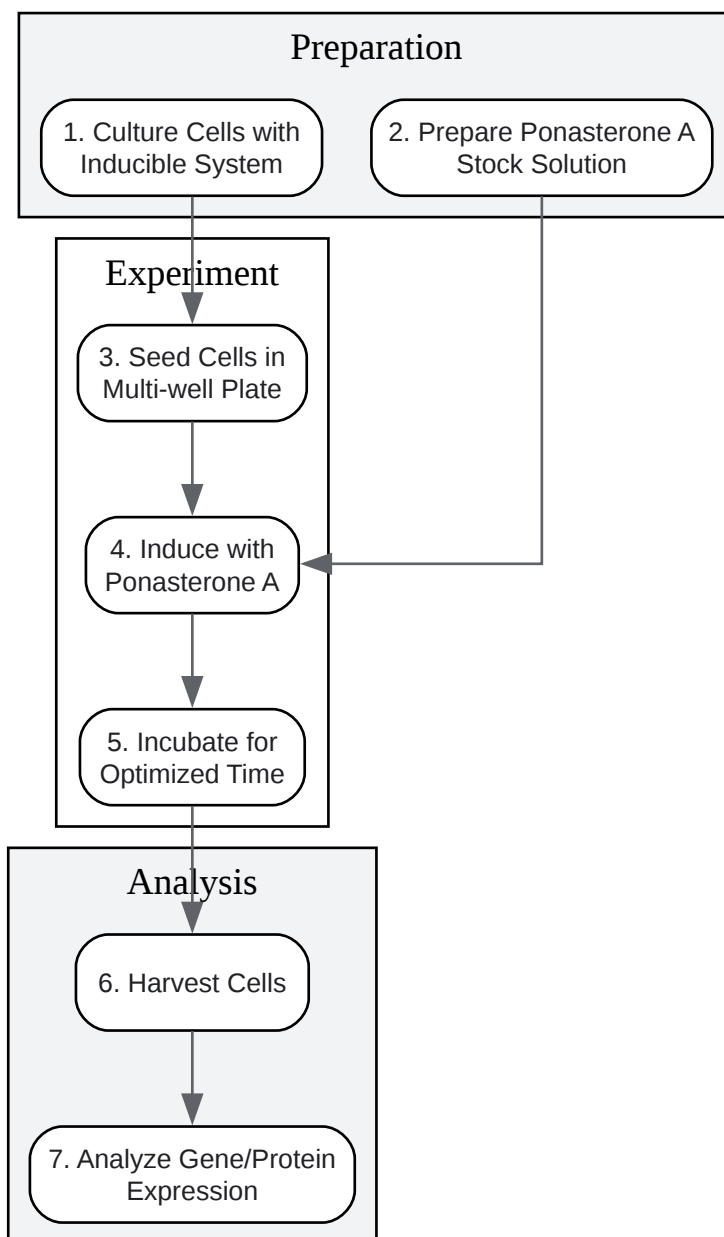 Preparation
1. Culture Cells with
Inducible System
2. Prepare Ponasterone A
Stock Solution
Experiment
3. Seed Cells in
Multi-well Plate
4. Induce with
Ponasterone A
5. Incubate for
Optimized Time
Analysis
6. Harvest Cells
7. Analyze Gene/Protein
Expression